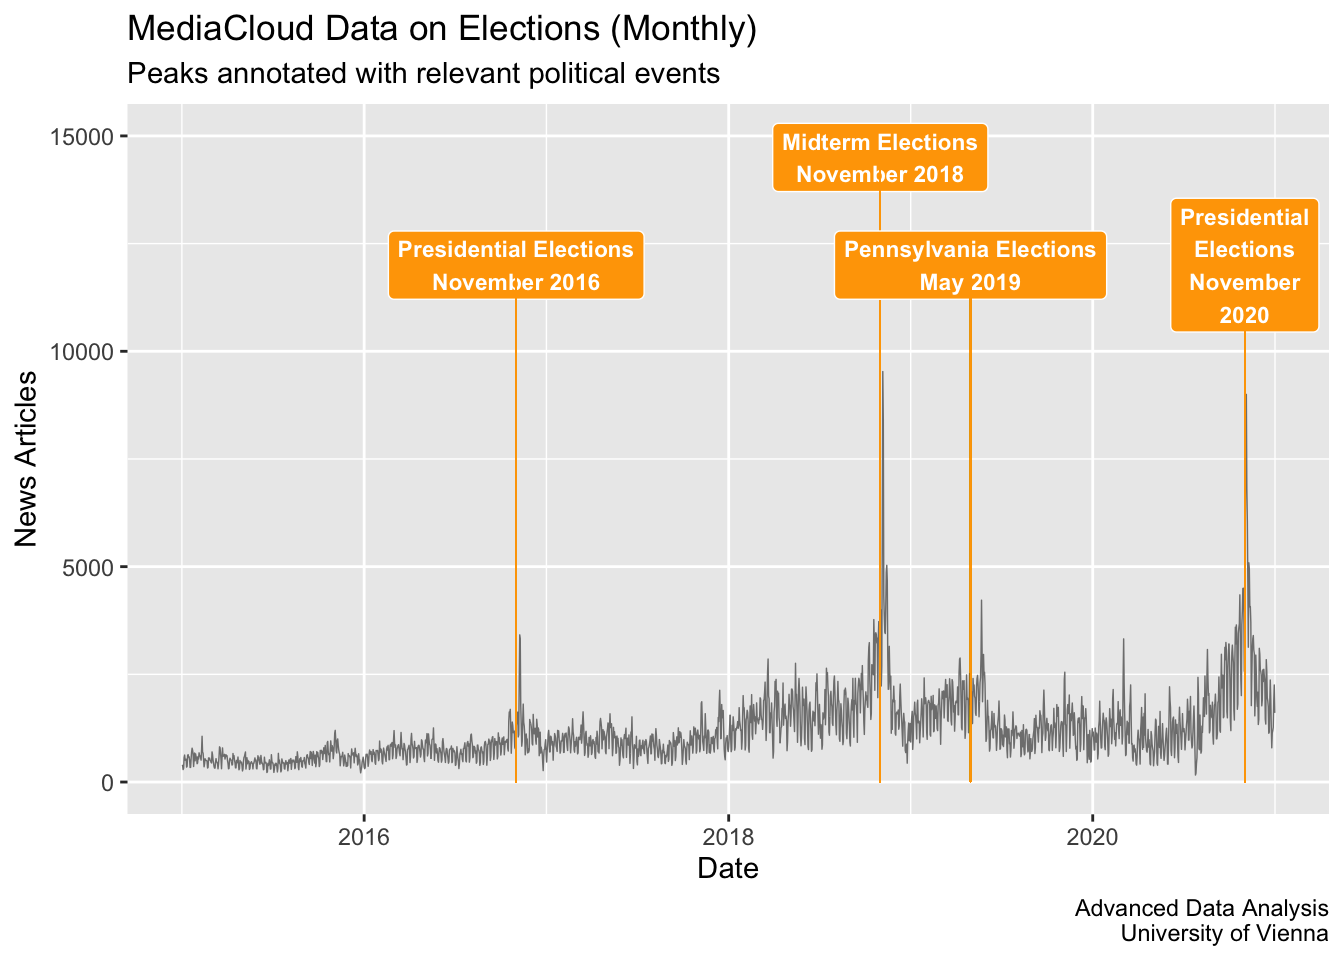 MediaCloud Data on Elections (Monthly)
Peaks annotated with relevant political events
15000
10000
5000
0
News Articles
Midterm Elections
November 2018
Presidential Elections
November 2016
Pennsylvania Elections
May 2019
Presidential
Elections
November
2020
2016
2018
2020
Date
Advanced Data Analysis
University of Vienna